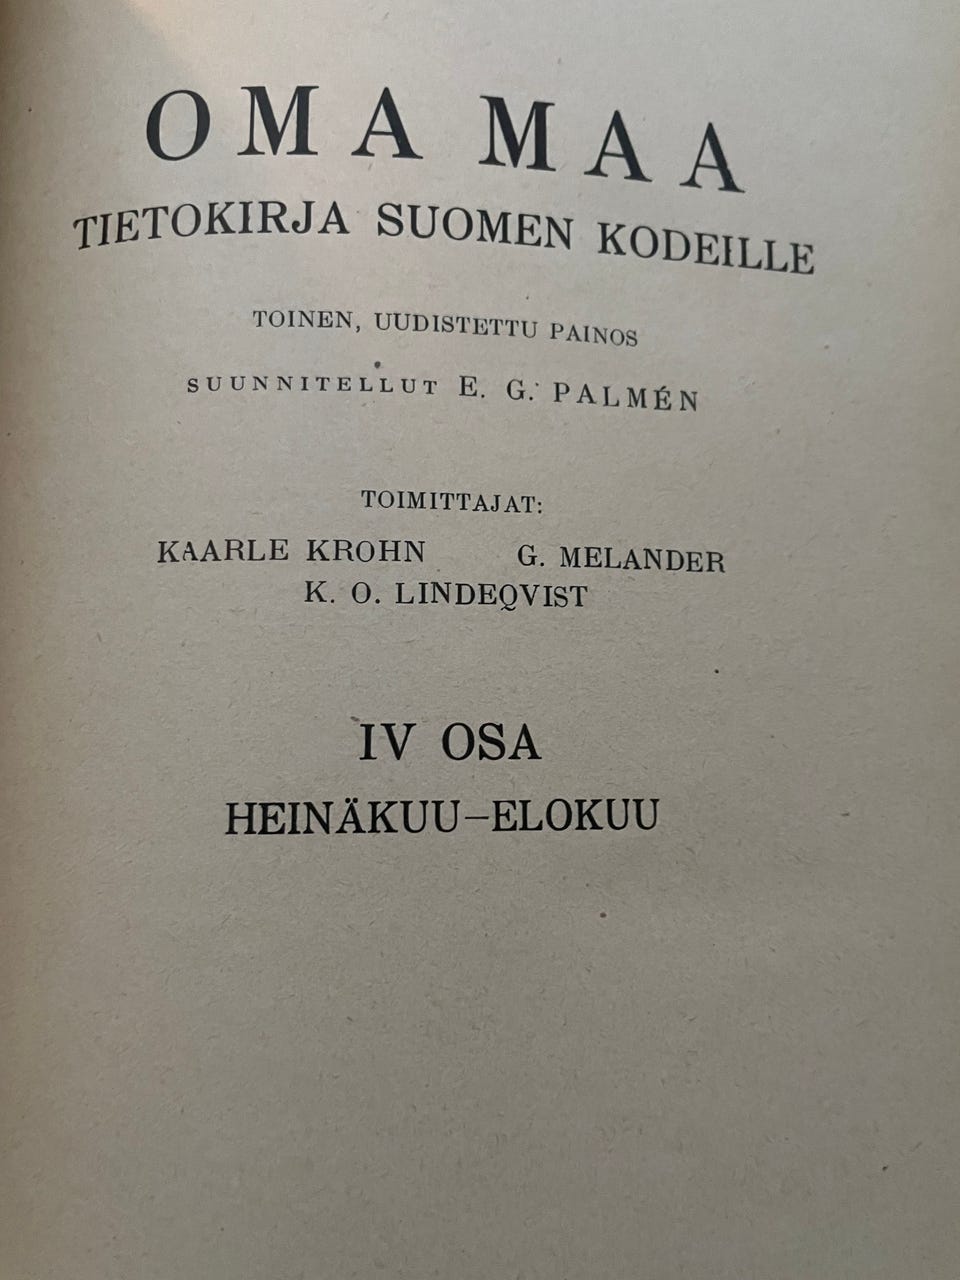 OMA MAA
TIETOKIRJA SUOMEN KODEILLE
TOINEN, UUDISTETTU PAINOS
SUUNNITELLUT E. G. PALMÉN
TOIMITTAJAT:
KAARLE KROHN G. MELANDER
K. O. LINDEQVIST
IV OSA
HEINÄKUU–ELOKUU